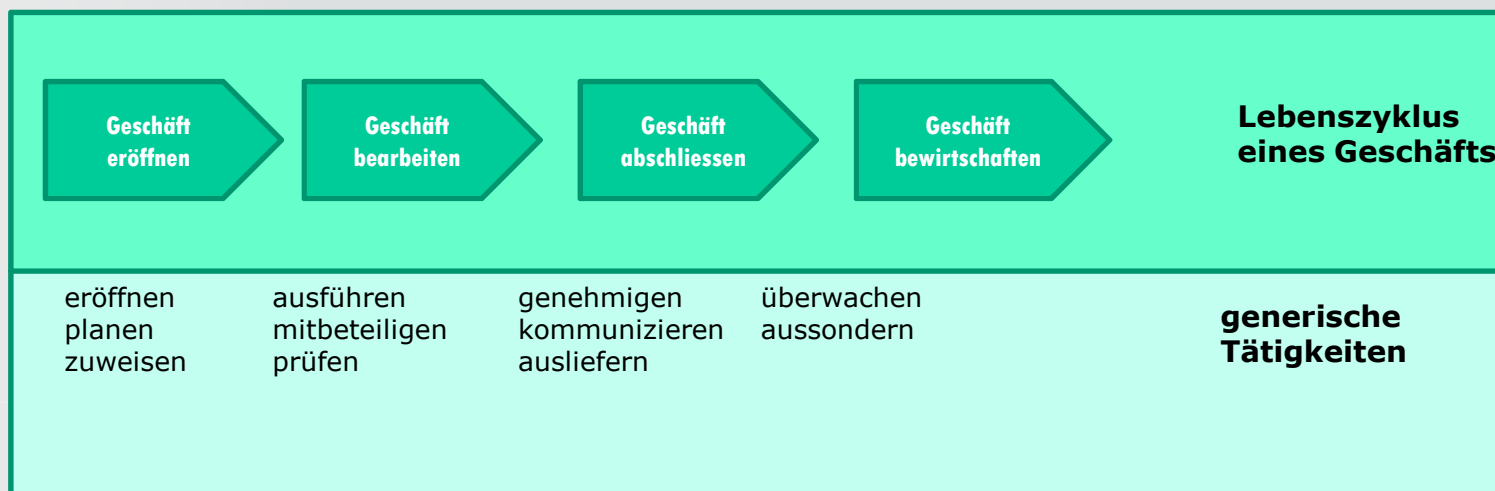 Geschäft
eröffnen
Geschäft
bearbeiten
Geschäft
abschliessen
Geschäft
bewirtschaften
Lebenszyklus
eines Geschäfts
eröffnen
planen
zuweisen
ausführen
mitbeteiligen
prüfen
genehmigen
kommunizieren
ausliefern
überwachen
aussondern
generische
Tätigkeiten